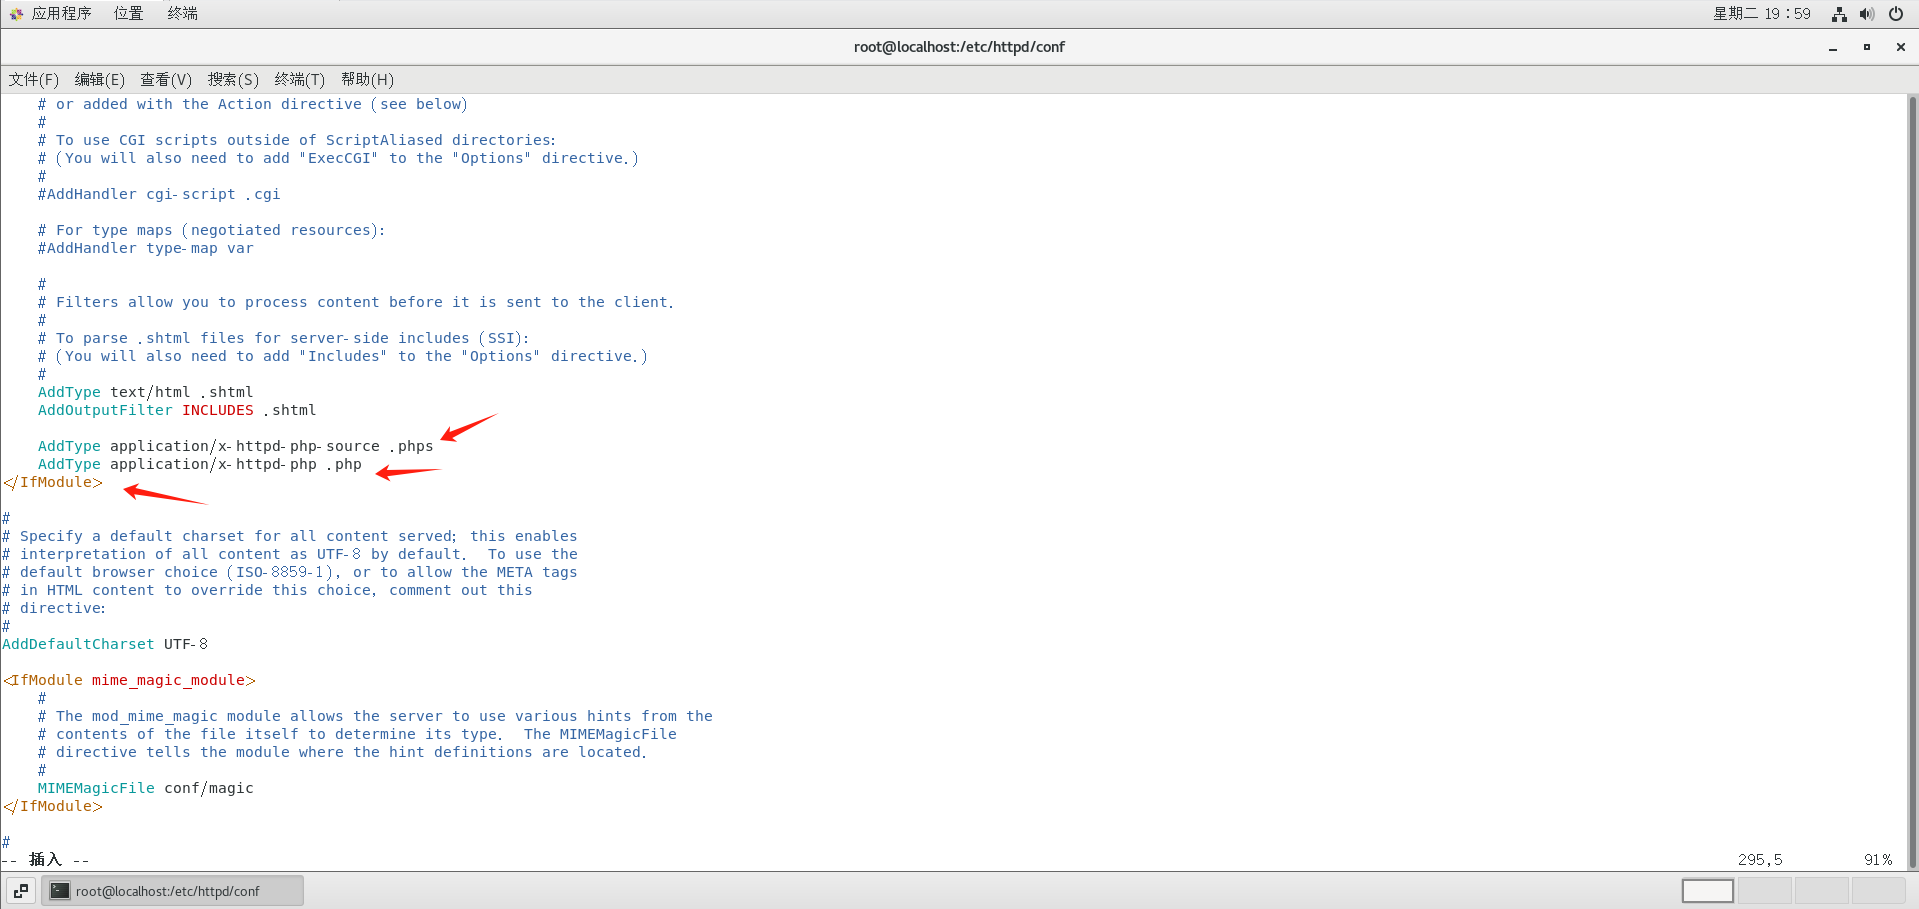 应用程序 位置 终端 星期二 19：59
root@localhost:/etc/httpd/conf
文件(F) 编辑(E) 查看(V) 搜索(S) 终端(T) 帮助(H)
# or added with the Action directive (see below)
#
# To use CGI scripts outside of ScriptAliased directories:
# (You will also need to add "ExecCGI" to the "Options" directive.)
#
#AddHandler cgi-script .cgi
# For type maps (negotiated resources):
#AddHandler type-map var
#
# Filters allow you to process content before it is sent to the client.
#
# To parse .shtml files for server-side includes (SSI):
# (You will also need to add "Includes" to the "Options" directive.)
#
AddType text/html .shtml
AddOutputFilter INCLUDES .shtml
AddType application/x-httpd-php-source .phps
AddType application/x-httpd-php .php
</IfModule>
#
# Specify a default charset for all content served; this enables
# interpretation of all content as UTF-8 by default.  To use the
# default browser choice (ISO-8859-1), or to allow the META tags
# in HTML content to override this choice, comment out this
# directive:
#
AddDefaultCharset UTF-8
<IfModule mime_magic_module>
#
# The mod_mime_magic module allows the server to use various hints from the
# contents of the file itself to determine its type.  The MIMEMagicFile
# directive tells the module where the hint definitions are located.
#
MIMEMagicFile conf/magic
</IfModule>
#
-- 插入 -- 295,5 91%
root@localhost:/etc/httpd/conf